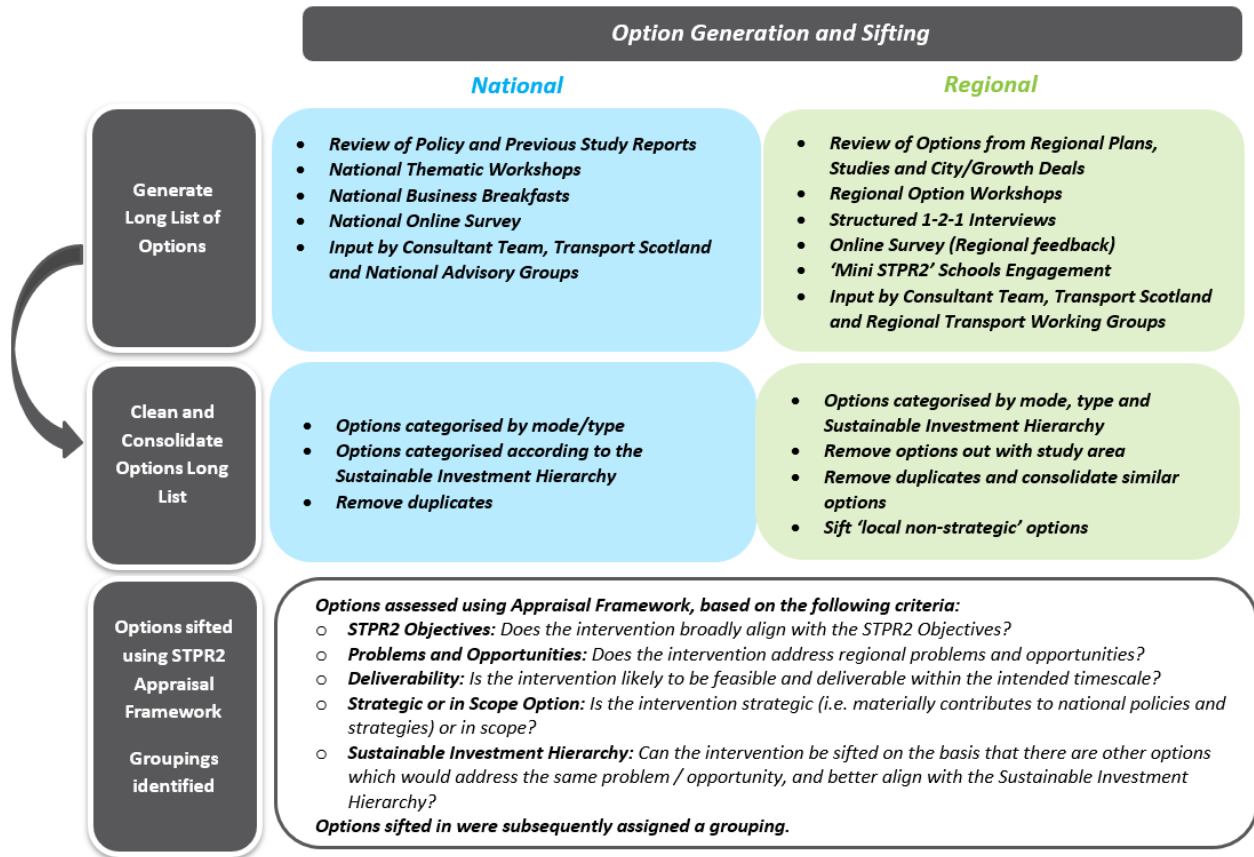 Option Generation and Sifting
National
Regional
Generate
Long List of
Options
• Review of Policy and Previous Study Reports
• National Thematic Workshops
• National Business Breakfasts
• National Online Survey
• Input by Consultant Team, Transport Scotland
and National Advisory Groups
• Review of Options from Regional Plans,
Studies and City/Growth Deals
• Regional Option Workshops
• Structured 1-2-1 Interviews
• Online Survey (Regional feedback)
• ‘Mini STPR2’ Schools Engagement
• Input by Consultant Team, Transport Scotland
and Regional Transport Working Groups
Clean and
Consolidate
Options Long
List
• Options categorised by mode/type
• Options categorised according to the
Sustainable Investment Hierarchy
• Remove duplicates
• Options categorised by mode, type and
Sustainable Investment Hierarchy
• Remove options out with study area
• Remove duplicates and consolidate similar
options
• Sift ‘local non-strategic’ options
Options sifted
using STPR2
Appraisal
Framework
Groupings
identified
Options assessed using Appraisal Framework, based on the following criteria:
o STPR2 Objectives: Does the intervention broadly align with the STPR2 Objectives?
o Problems and Opportunities: Does the intervention address regional problems and opportunities?
o Deliverability: Is the intervention likely to be feasible and deliverable within the intended timescale?
o Strategic or in Scope Option: Is the intervention strategic (i.e. materially contributes to national policies and
strategies) or in scope?
o Sustainable Investment Hierarchy: Can the intervention be sifted on the basis that there are other options
which would address the same problem / opportunity, and better align with the Sustainable Investment
Hierarchy?
Options sifted in were subsequently assigned a grouping.